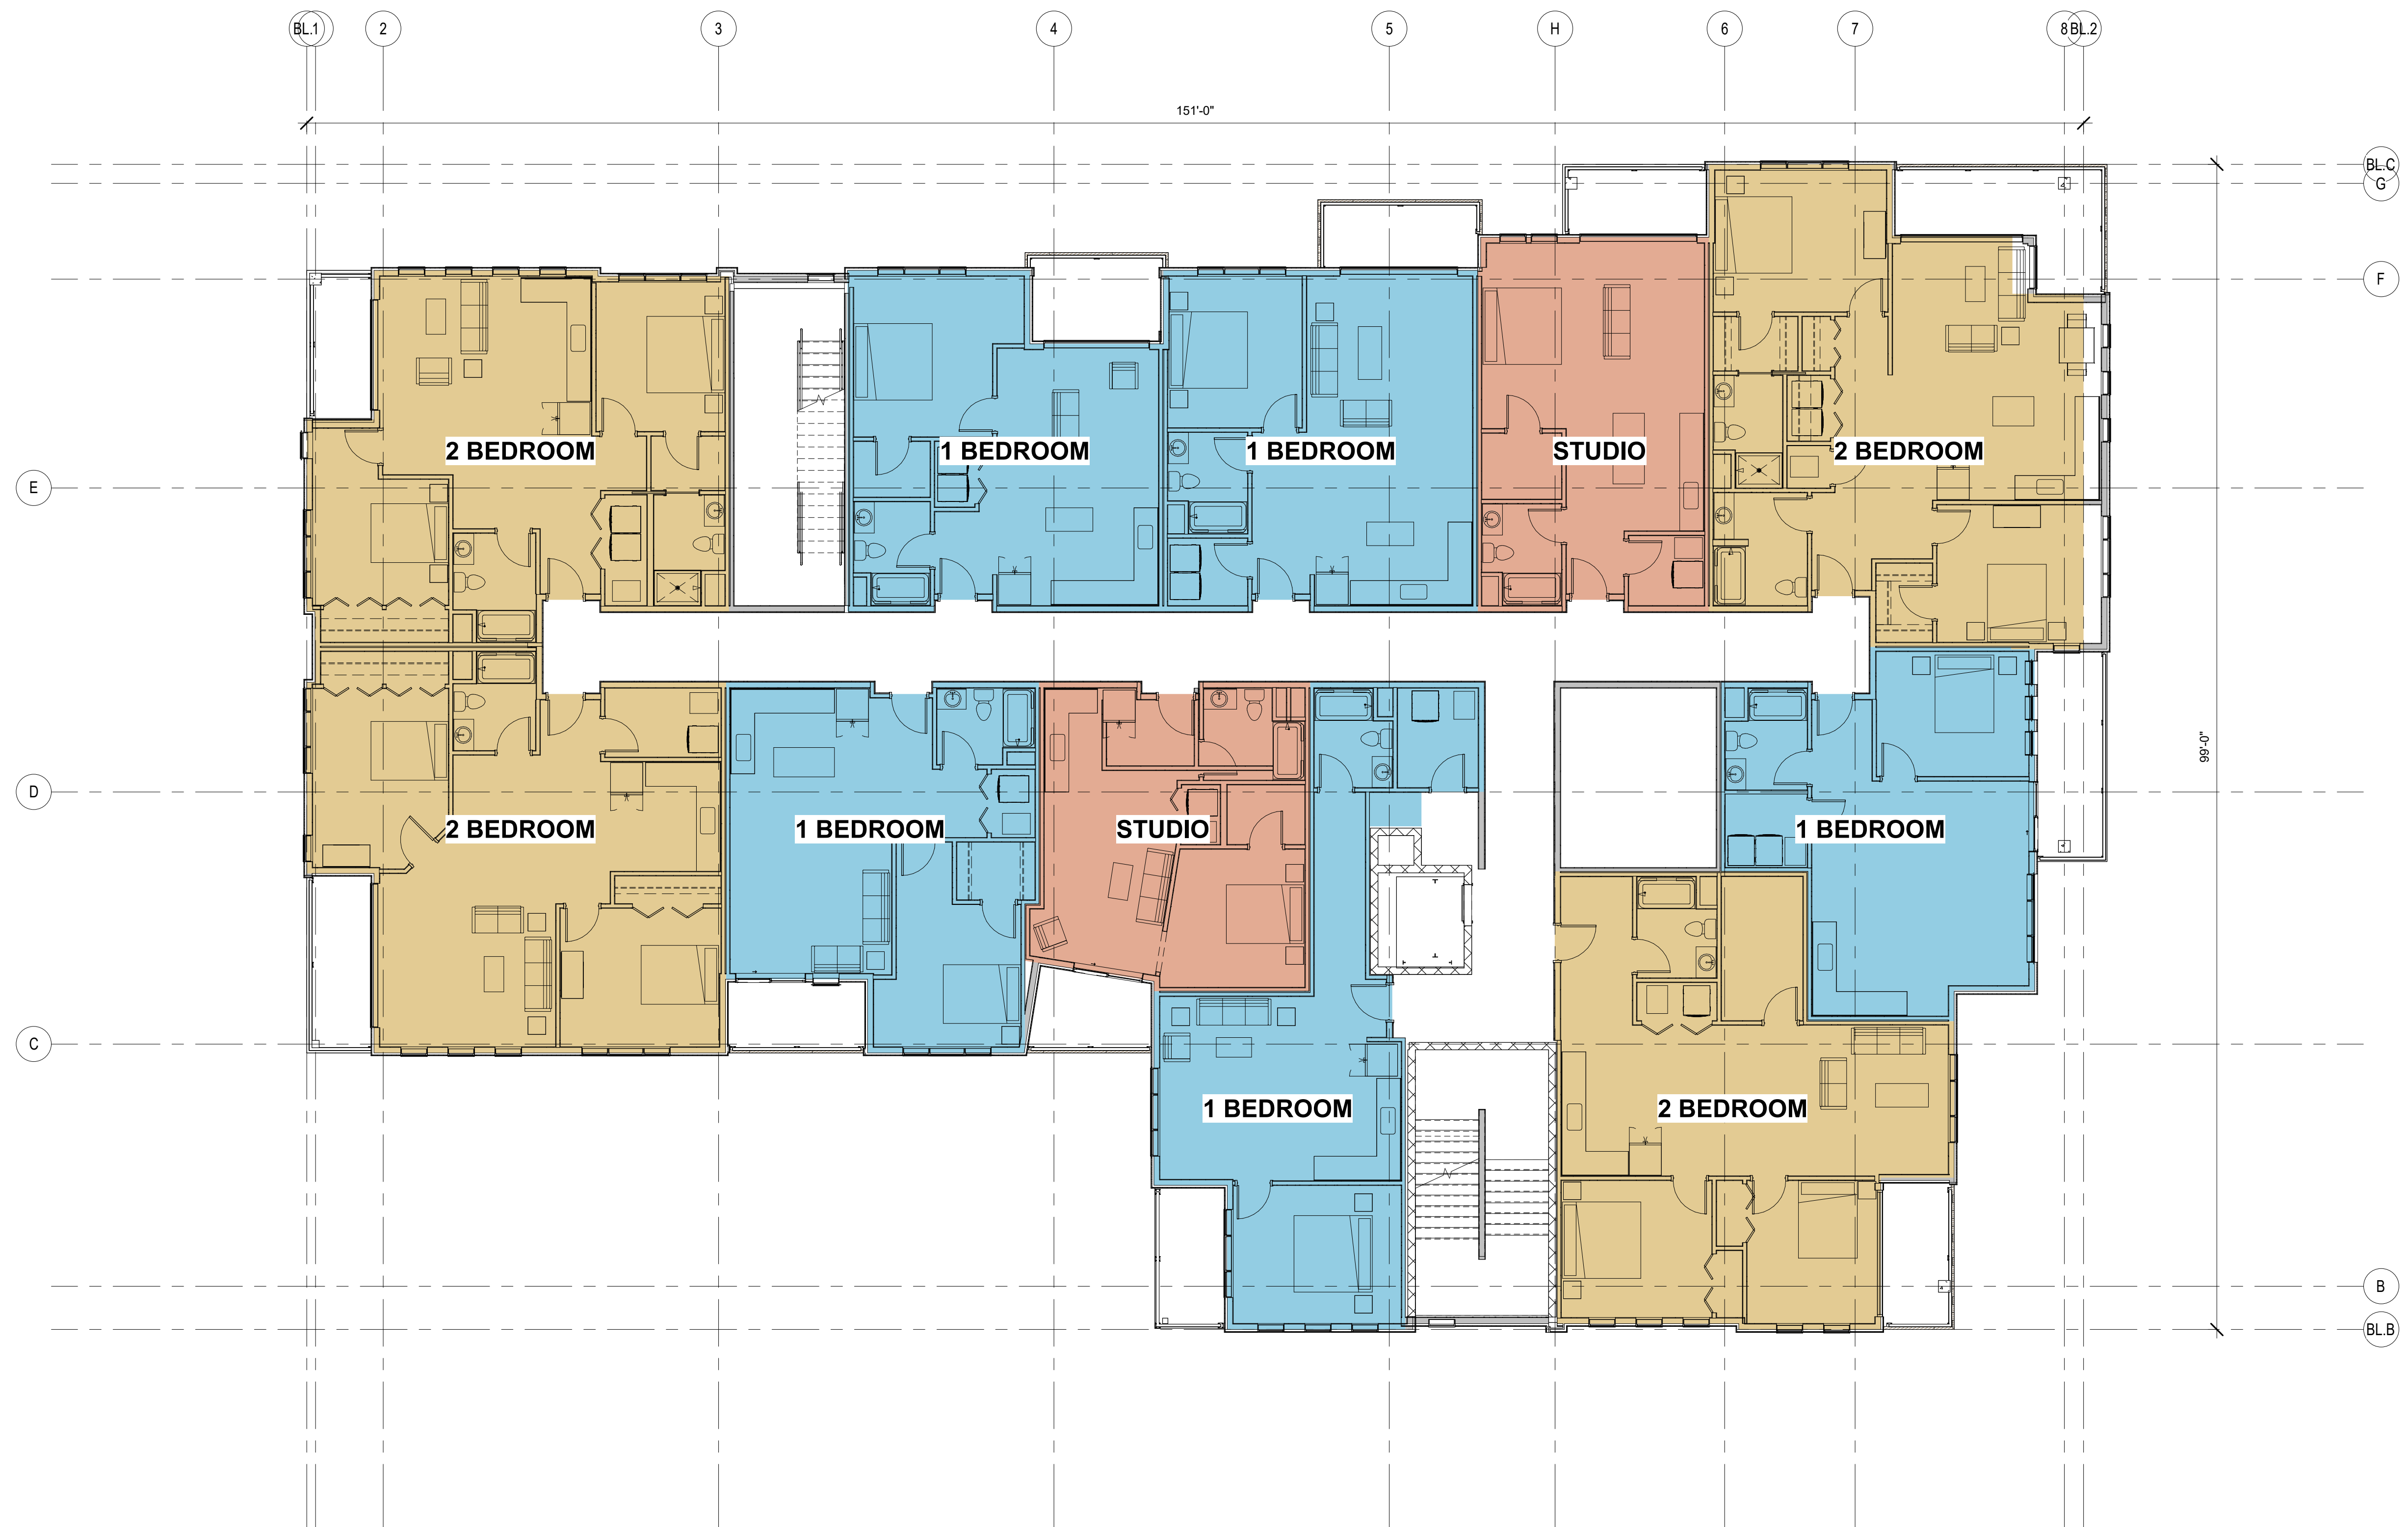 BL.1 2 3 4 5 H 6 7 8 BL.2
151'-0"
BL.C
G
F
2 BEDROOM 1 BEDROOM 1 BEDROOM STUDIO 2 BEDROOM
E
99'-0"
D
2 BEDROOM 1 BEDROOM STUDIO 1 BEDROOM
C
1 BEDROOM 2 BEDROOM
B
BL.B